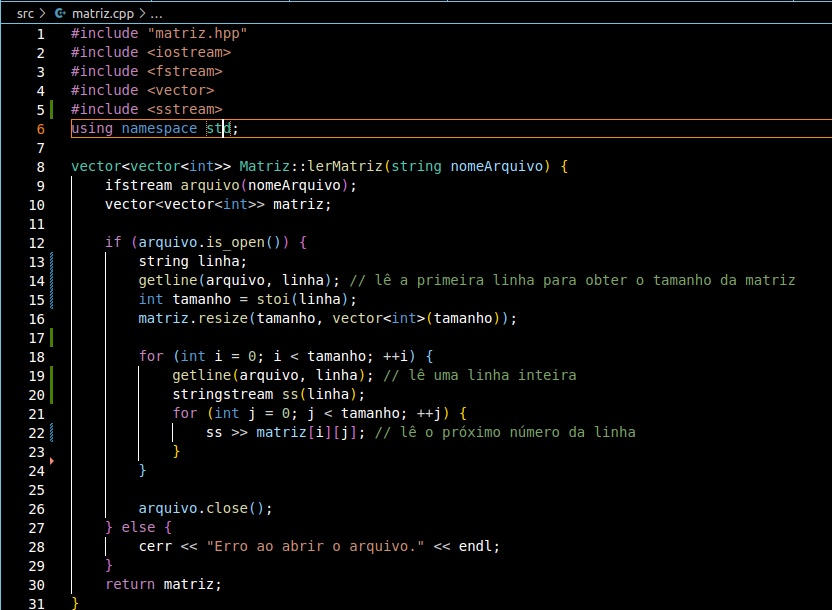 src > matriz.cpp > ...
1 #include "matriz.hpp"
2 #include <iostream>
3 #include <fstream>
4 #include <vector>
5 #include <sstream>
6 using namespace std;
7
8 vector<vector<int>> Matriz::lerMatriz(string nomeArquivo) {
9     ifstream arquivo(nomeArquivo);
10     vector<vector<int>> matriz;
11
12     if (arquivo.is_open()) {
13         string linha;
14         getline(arquivo, linha); // lê a primeira linha para obter o tamanho da matriz
15         int tamanho = stoi(linha);
16         matriz.resize(tamanho, vector<int>(tamanho));
17
18         for (int i = 0; i < tamanho; ++i) {
19             getline(arquivo, linha); // lê uma linha inteira
20             stringstream ss(linha);
21             for (int j = 0; j < tamanho; ++j) {
22                 ss >> matriz[i][j]; // lê o próximo número da linha
23             }
24         }
25
26         arquivo.close();
27     } else {
28         cerr << "Erro ao abrir o arquivo." << endl;
29     }
30     return matriz;
31 }